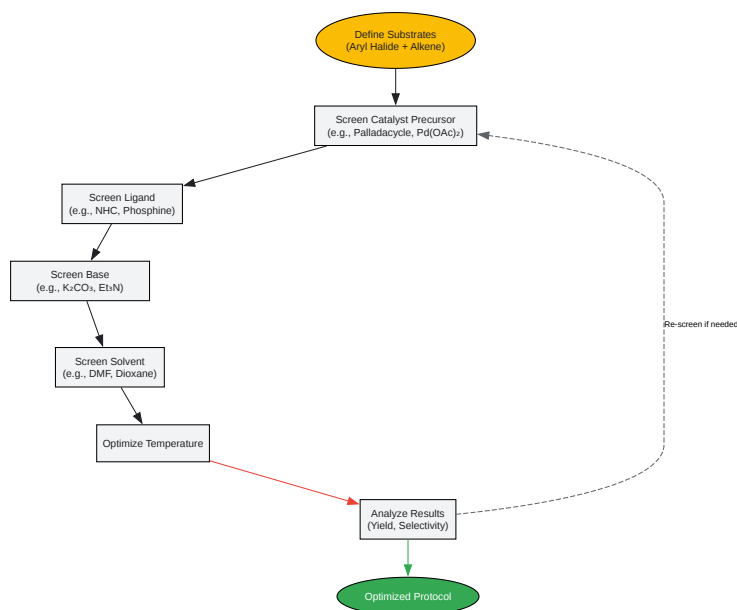 Define Substrates
(Aryl Halide + Alkene)
Screen Catalyst Precursor
(e.g., Palladacycle, Pd(OAc)₂)
Screen Ligand
(e.g., NHC, Phosphine)
Screen Base
(e.g., K₂CO₃, Et₃N)
Re-screen if needed
Screen Solvent
(e.g., DMF, Dioxane)
Optimize Temperature
Analyze Results
(Yield, Selectivity)
Optimized Protocol